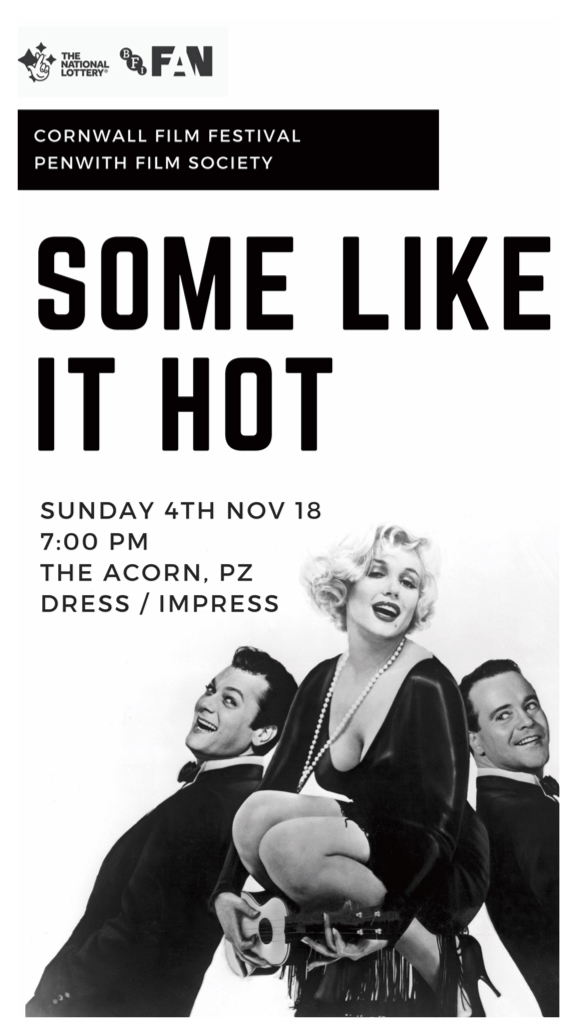 THE
NATIONAL
LOTTERY®
BFI FAN
CORNWALL FILM FESTIVAL
PENWITH FILM SOCIETY
SOME LIKE
IT HOT
SUNDAY 4TH NOV 18
7:00 PM
THE ACORN, PZ
DRESS / IMPRESS